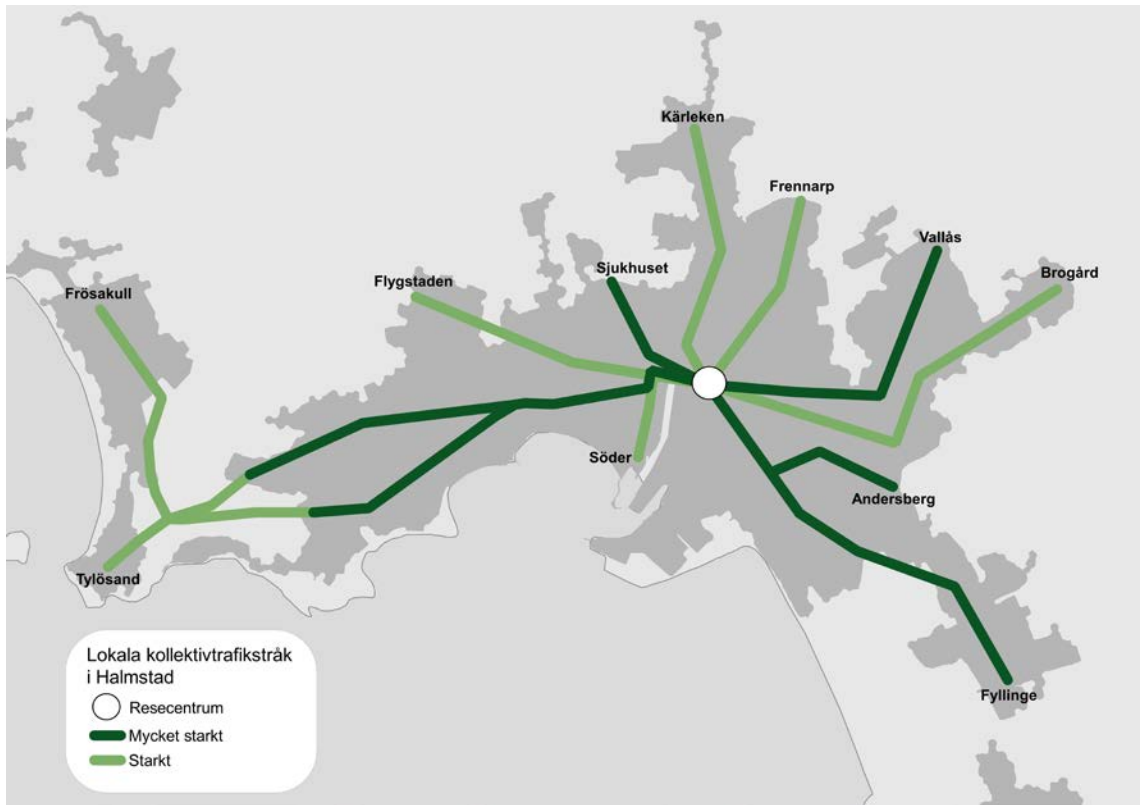 Kärleken
Frennarp
Vallås
Sjukhuset
Brogård
Flygstaden
Frösakull
Söder
Andersberg
Tylösand
Fyllinge
Lokala kollektivtrafikstråk
i Halmstad
Resecentrum
Mycket starkt
Starkt